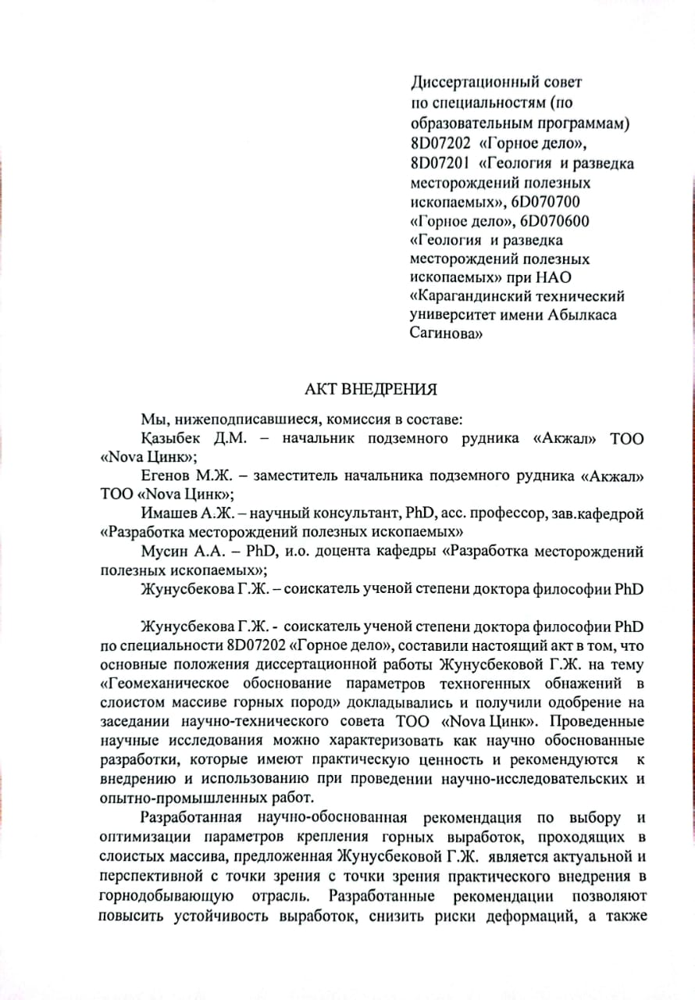 Диссертационный совет
по специальностям (по
образовательным программам)
8D07202 «Горное дело»,
8D07201 «Геология и разведка
месторождений полезных
ископаемых», 6D070700
«Горное дело», 6D070600
«Геология и разведка
месторождений полезных
ископаемых» при НАО
«Карагандинский технический
университет имени Абылкаса
Сагинова»
АКТ ВНЕДРЕНИЯ
Мы, нижеподписавшиеся, комиссия в составе:
Қазыбек Д.М. – начальник подземного рудника «Акжал» ТОО
«Nova Цинк»;
Егенов М.Ж. – заместитель начальника подземного рудника «Акжал»
ТОО «Nova Цинк»;
Имашев А.Ж. – научный консультант, PhD, асс. профессор, зав.кафедрой
«Разработка месторождений полезных ископаемых»
Мусин А.А. – PhD, и.о. доцента кафедры «Разработка месторождений
полезных ископаемых»;
Жунусбекова Г.Ж. – соискатель ученой степени доктора философии PhD
Жунусбекова Г.Ж. - соискатель ученой степени доктора философии PhD
по специальности 8D07202 «Горное дело», составили настоящий акт в том, что
основные положения диссертационной работы Жунусбековой Г.Ж. на тему
«Геомеханическое обоснование параметров техногенных обнажений в
слоистом массиве горных пород» докладывались и получили одобрение на
заседании научно-технического совета ТОО «Nova Цинк». Проведенные
научные исследования можно характеризовать как научно обоснованные
разработки, которые имеют практическую ценность и рекомендуются к
внедрению и использованию при проведении научно-исследовательских и
опытно-промышленных работ.
Разработанная научно-обоснованная рекомендация по выбору и
оптимизации параметров крепления горных выработок, проходящих в
слоистых массива, предложенная Жунусбековой Г.Ж. является актуальной и
перспективной с точки зрения с точки зрения практического внедрения в
горнодобывающую отрасль. Разработанные рекомендации позволяют
повысить устойчивость выработок, снизить риски деформаций, а также